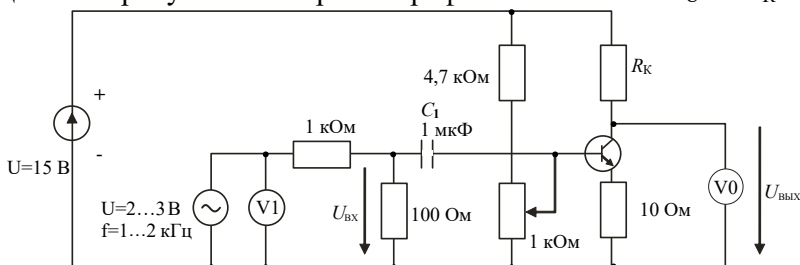 4,7 кОм
R_К
+
C_1
1 кОм
1 мкФ
-
U=15 В
U=2…3 В
f=1…2 кГц
V1
U_ВХ
100 Ом
1 кОм
10 Ом
V0
U_ВЫХ